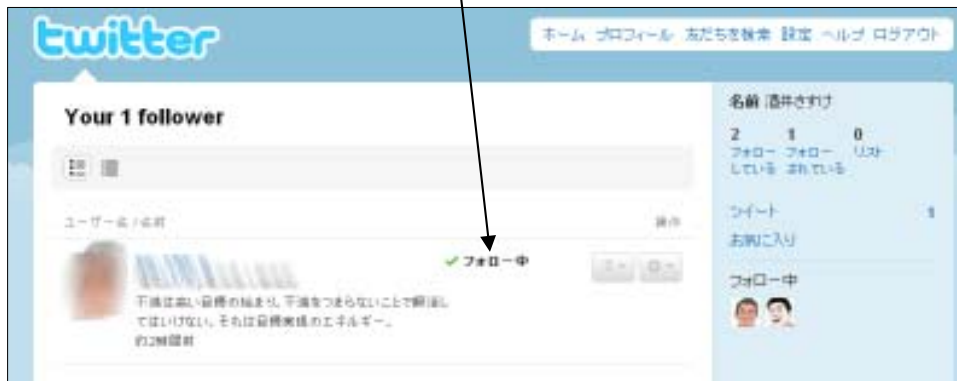 twitter
ホーム プロフィール 友だちを検索 設定 ヘルプ ログアウト
Your 1 follower
ユーザー名 / 名前
操作
✓フォロー中
不満は高い目標の始まり。不満をつまらないことで解消し
てはいけない。それは目標実現のエネルギー。
約2時間前
名前 酒井さすけ
2 1 0
フォロー フォロー リスト
している されている
ツイート 1
お気に入り
フォロー中